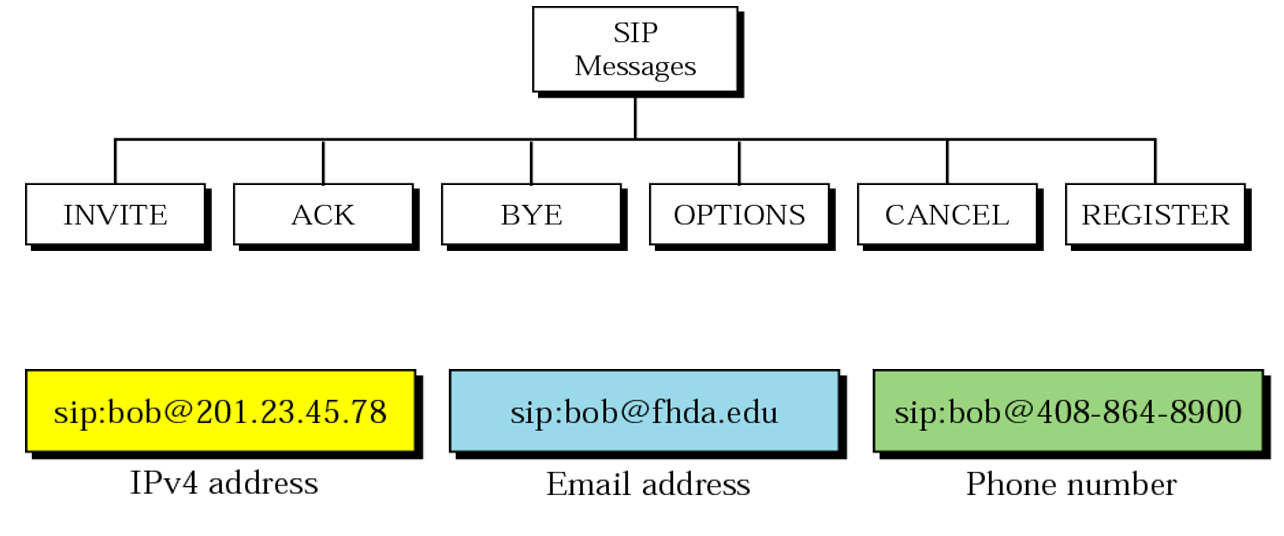 SIP
Messages
INVITE
ACK
BYE
OPTIONS
CANCEL
REGISTER
sip:bob@201.23.45.78
sip:bob@fhda.edu
sip:bob@408-864-8900
IPv4 address
Email address
Phone number